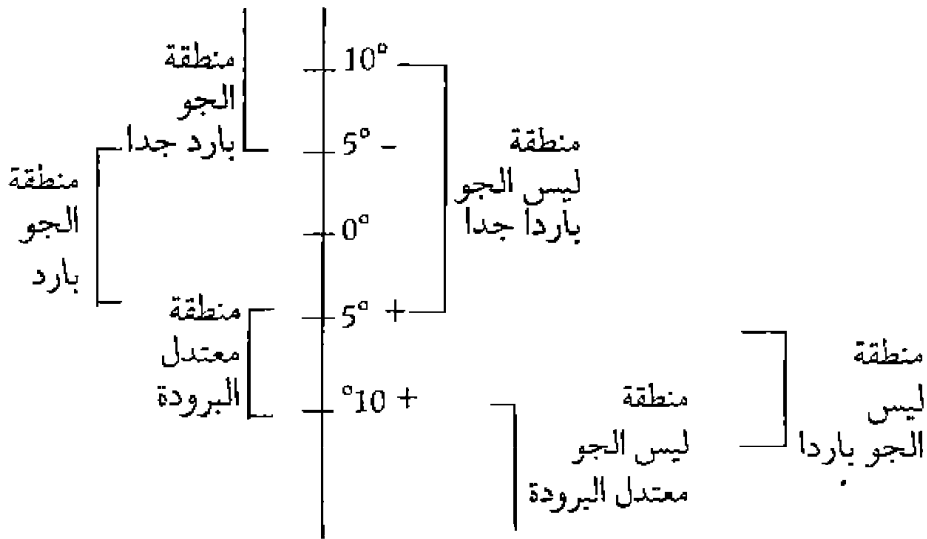 منطقة
الجو
بارد جدا
منطقة
الجو
بارد
منطقة
معتدل
البرودة
10° –
5° –
0°
5° +
°10 +
منطقة
ليس الجو
باردا جدا
منطقة
ليس
الجو باردا
منطقة
ليس الجو
معتدل البرودة